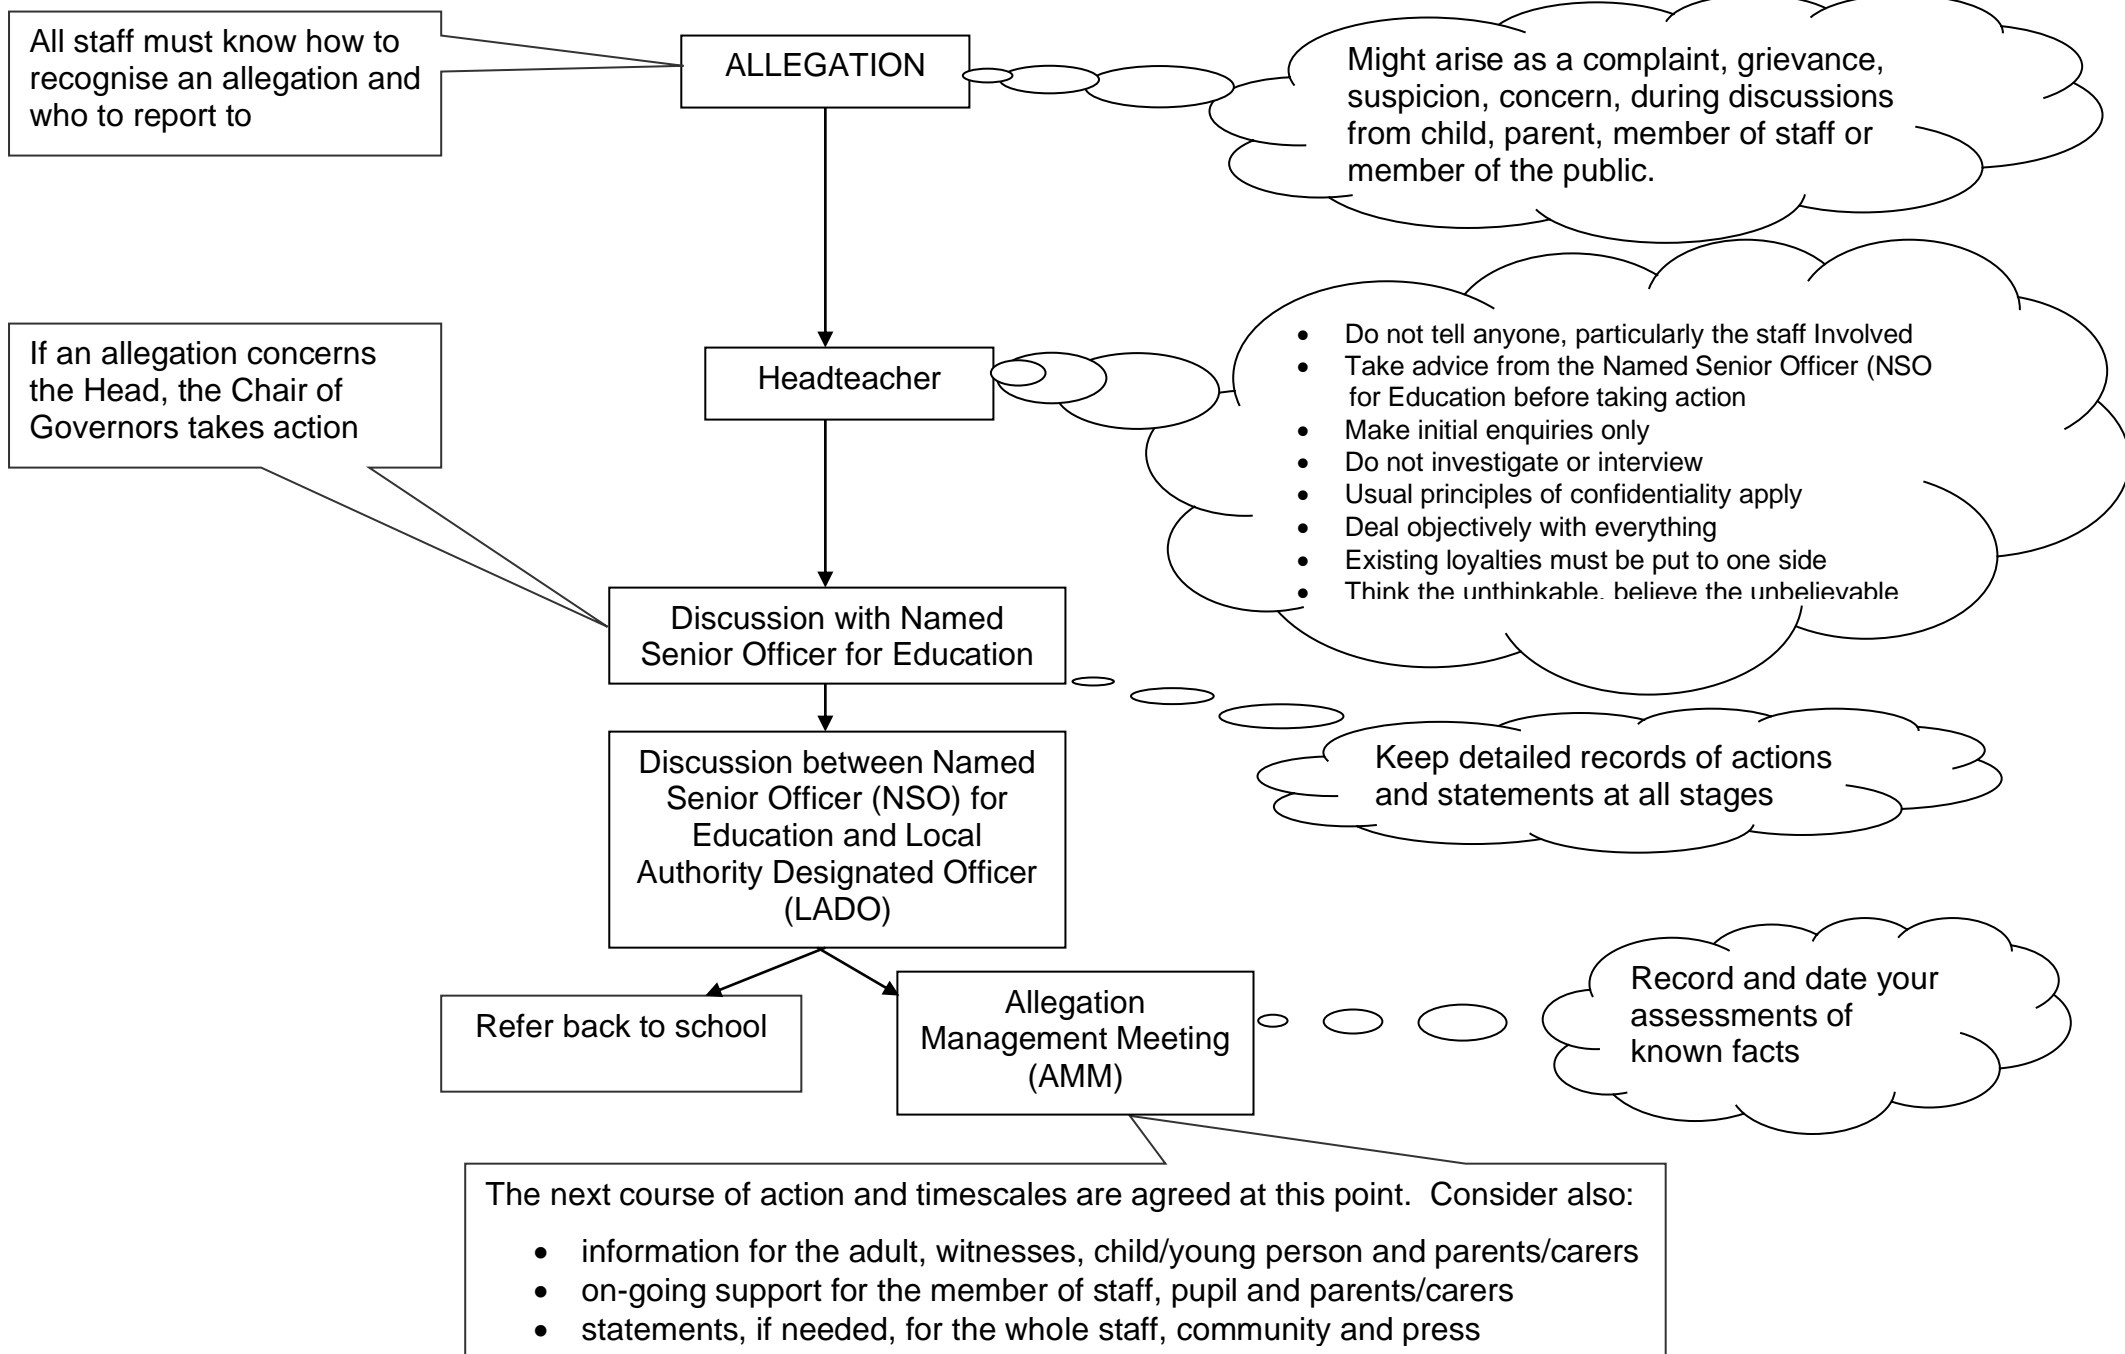 All staff must know how to
recognise an allegation and
who to report to
ALLEGATION
Might arise as a complaint, grievance,
suspicion, concern, during discussions
from child, parent, member of staff or
member of the public.
If an allegation concerns
the Head, the Chair of
Governors takes action
Headteacher
• Do not tell anyone, particularly the staff Involved
• Take advice from the Named Senior Officer (NSO
for Education before taking action
• Make initial enquiries only
• Do not investigate or interview
• Usual principles of confidentiality apply
• Deal objectively with everything
• Existing loyalties must be put to one side
• Think the unthinkable, believe the unbelievable
Discussion with Named
Senior Officer for Education
Keep detailed records of actions
and statements at all stages
Discussion between Named
Senior Officer (NSO) for
Education and Local
Authority Designated Officer
(LADO)
Refer back to school
Allegation
Management Meeting
(AMM)
Record and date your
assessments of
known facts
The next course of action and timescales are agreed at this point.  Consider also:
• information for the adult, witnesses, child/young person and parents/carers
• on-going support for the member of staff, pupil and parents/carers
• statements, if needed, for the whole staff, community and press